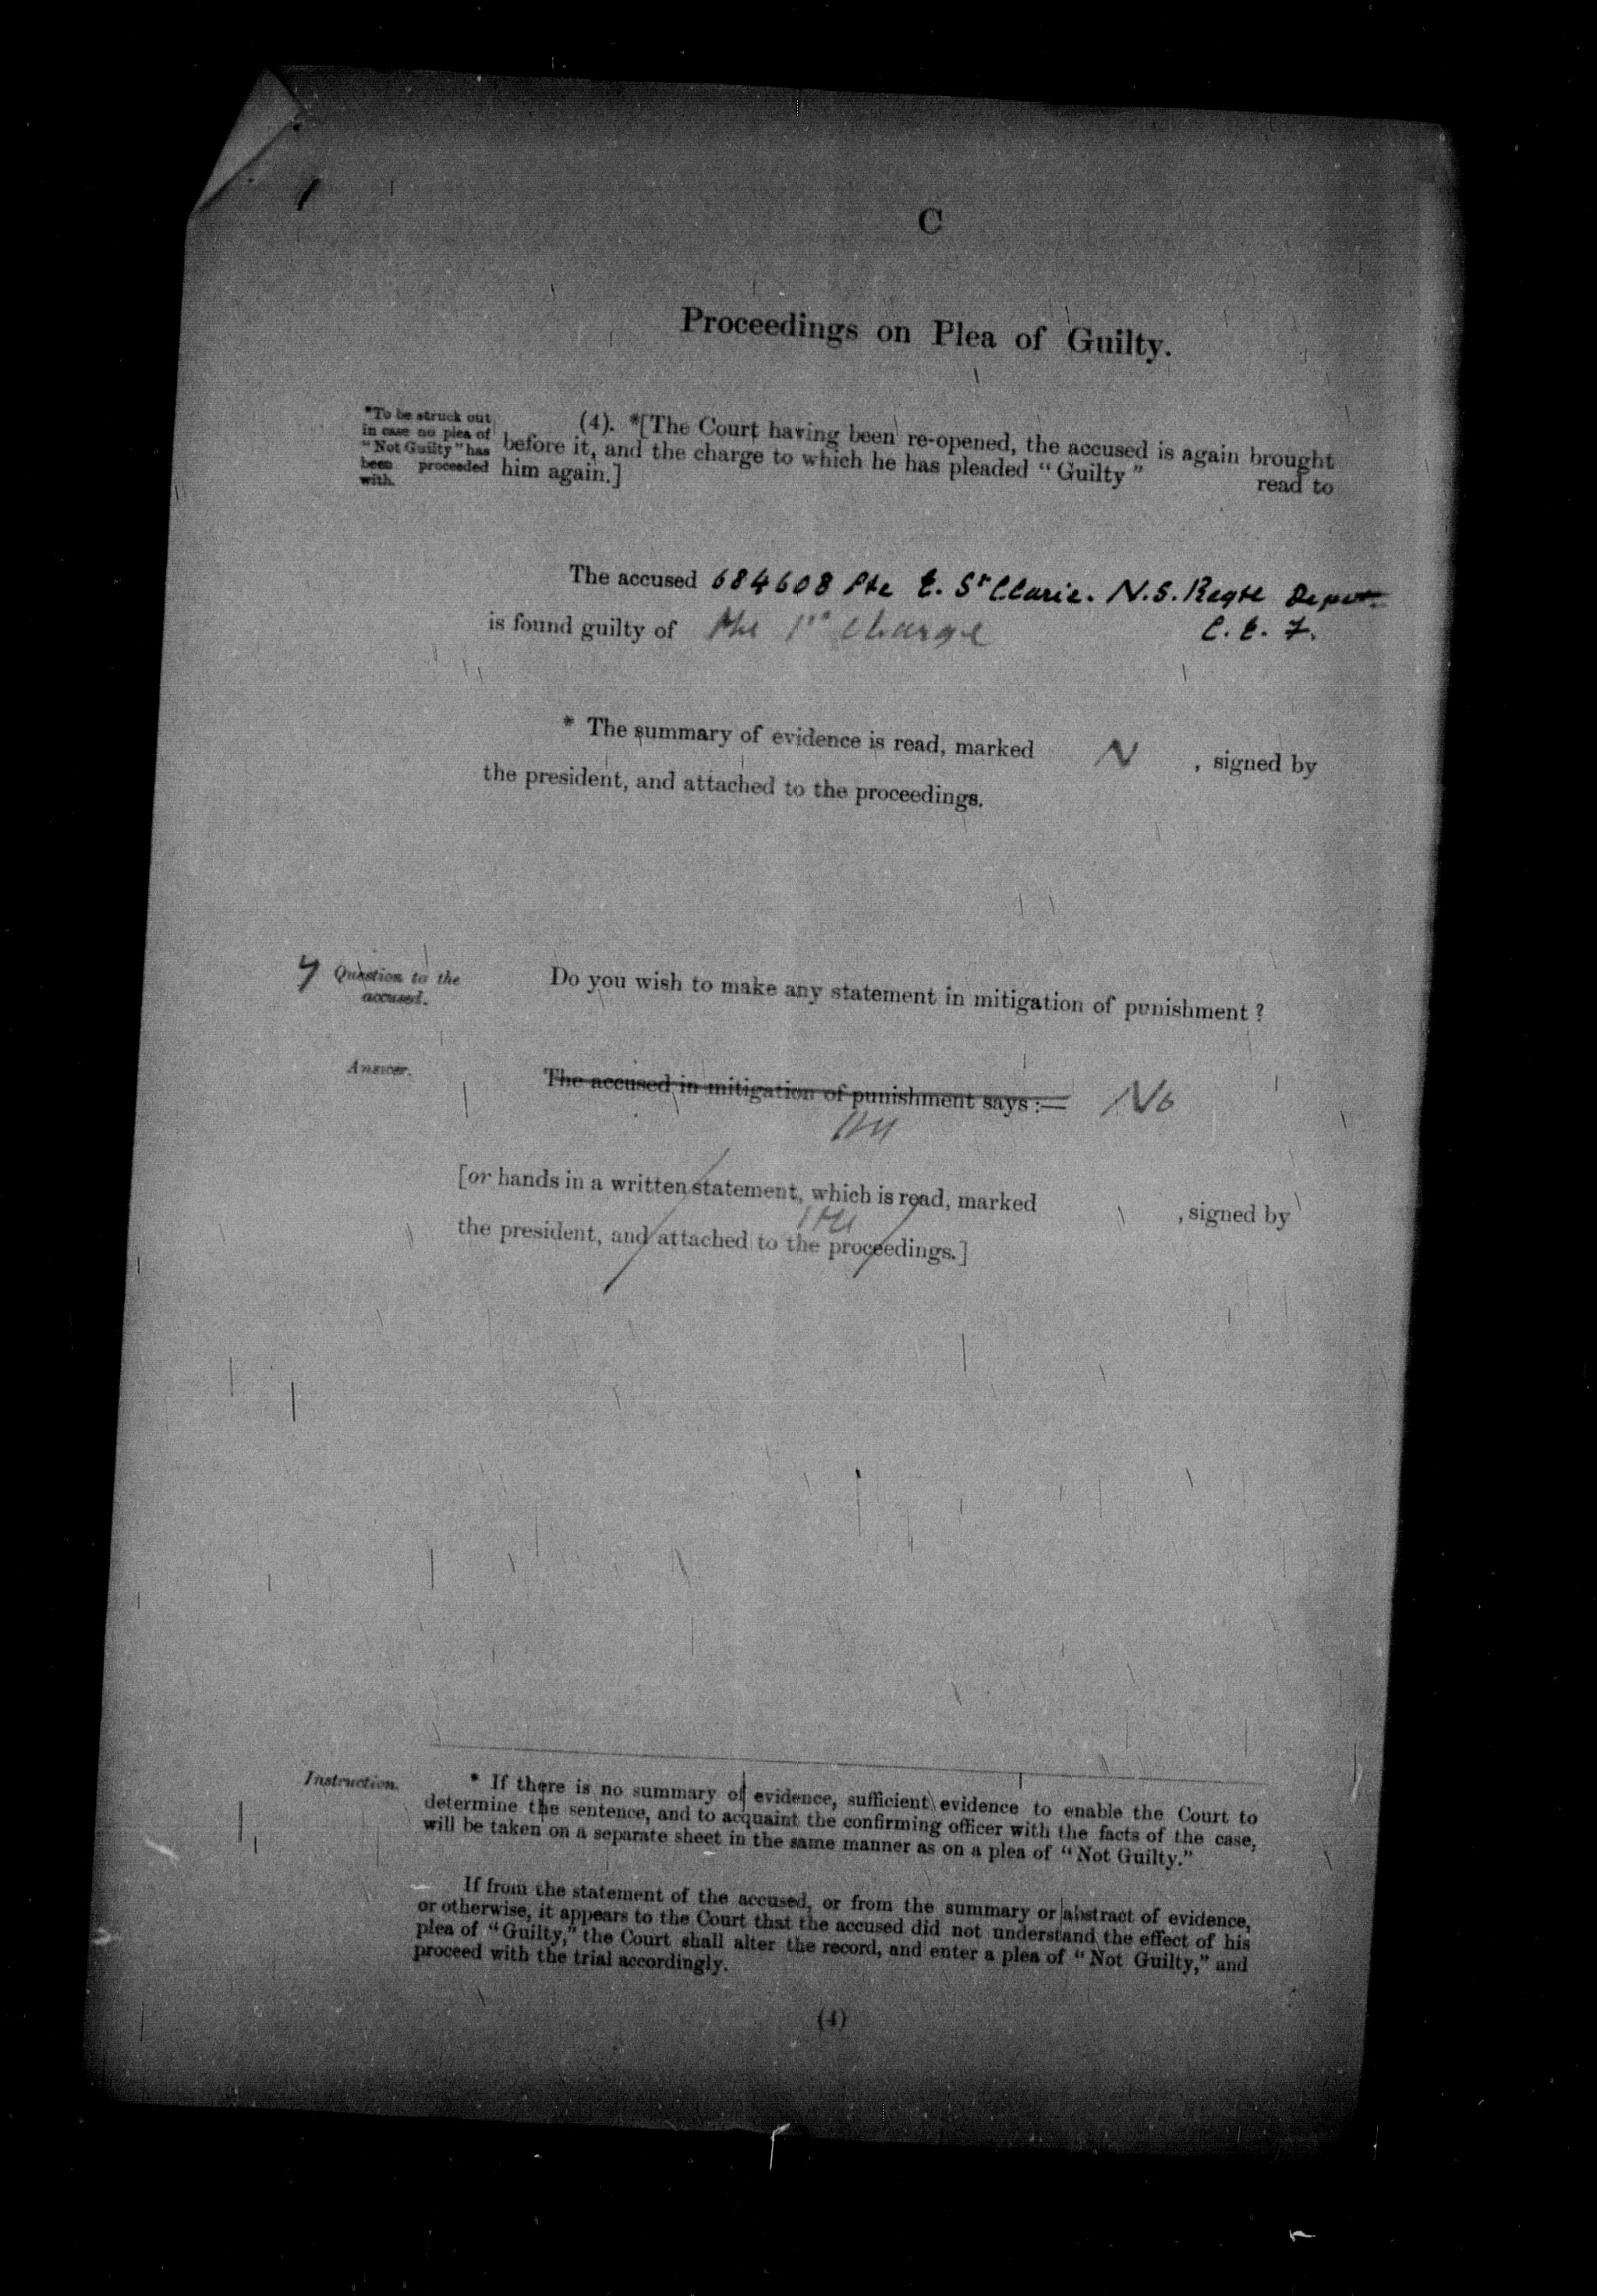 C
Proceedings on Plea of Guilty.
*To be struck out
in case no plea of
"Not Guilty" has
been proceeded
with.
(4). *[The Court having been re-opened, the accused is again brought
before it, and the charge to which he has pleaded "Guilty" read to
him again.]
The accused 684608 Pte E. St Clarie. N.S. Regte Depot.
C. E. F.
is found guilty of the 1st charge
* The summary of evidence is read, marked N , signed by
the president, and attached to the proceedings.
Question to the
accused.
Do you wish to make any statement in mitigation of punishment ?
Answer.
The accused in mitigation of punishment says :— No
[or hands in a written statement, which is read, marked , signed by
the president, and attached to the proceedings.]
Instruction.
* If there is no summary of evidence, sufficient evidence to enable the Court to
determine the sentence, and to acquaint the confirming officer with the facts of the case,
will be taken on a separate sheet in the same manner as on a plea of "Not Guilty."
If from the statement of the accused, or from the summary or abstract of evidence,
or otherwise, it appears to the Court that the accused did not understand the effect of his
plea of "Guilty," the Court shall alter the record, and enter a plea of "Not Guilty," and
proceed with the trial accordingly.
(4)